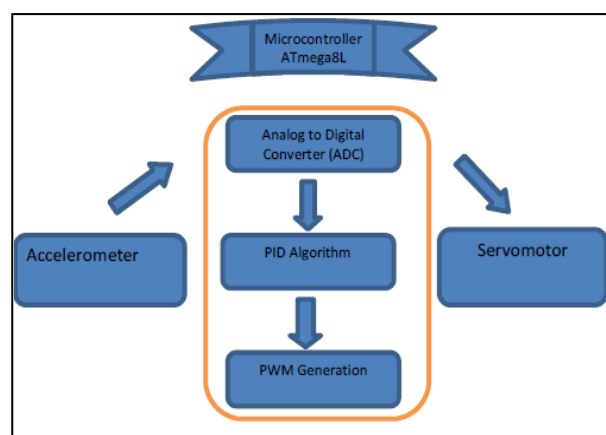 Microcontroller
ATmega8L
Analog to Digital
Converter (ADC)
Accelerometer
PID Algorithm
Servomotor
PWM Generation